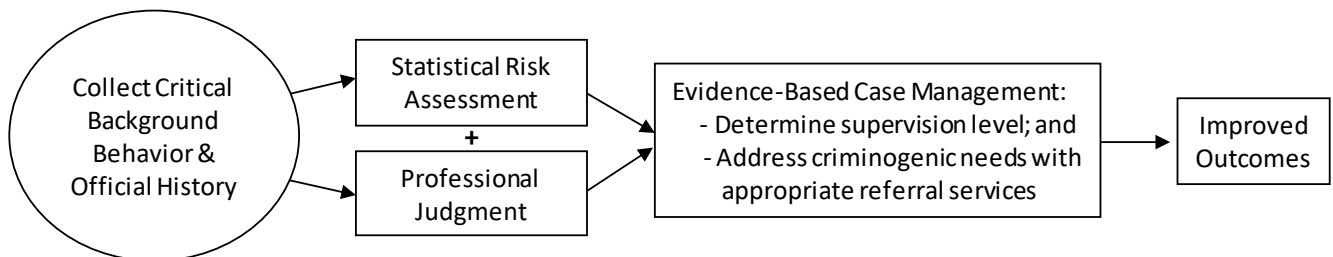 Collect Critical
Background
Behavior &
Official History
Statistical Risk
Assessment
+
Professional
Judgment
Evidence-Based Case Management:
- Determine supervision level; and
- Address criminogenic needs with
appropriate referral services
Improved
Outcomes